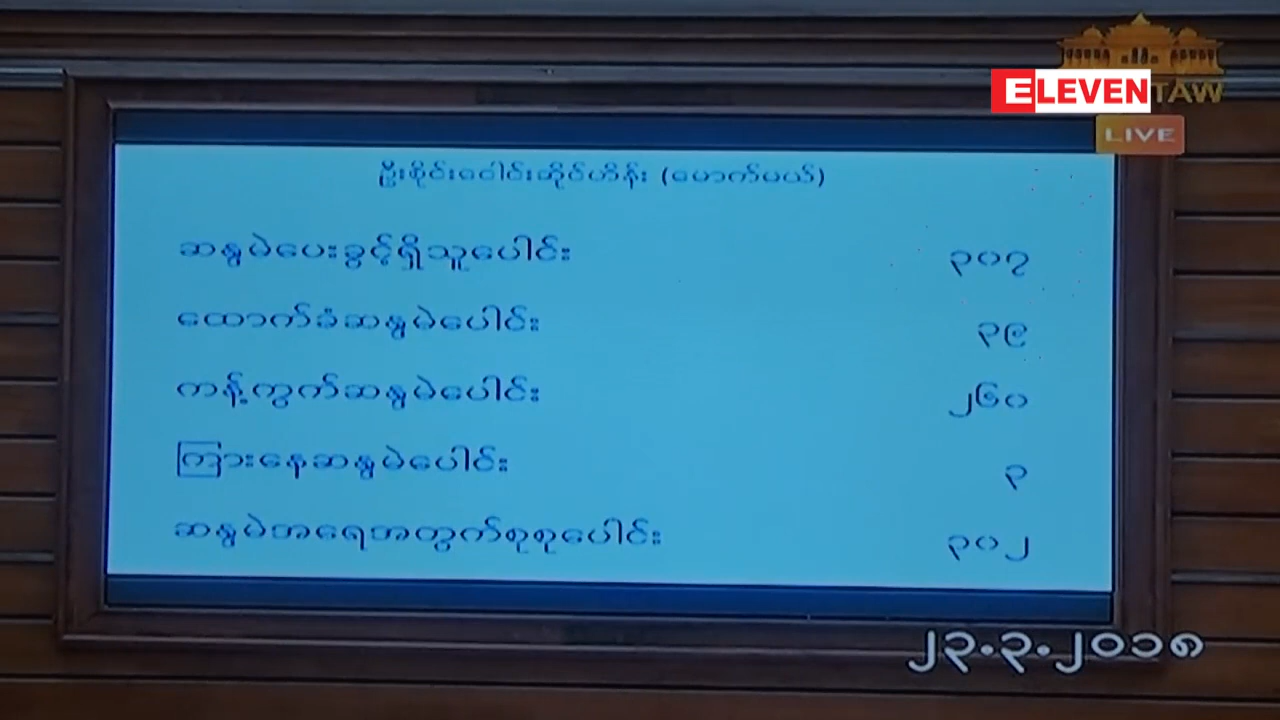 ELEVEN
TAW
LIVE
ဦးစိုင်းငေါင်းဆိုင်ဟိန်း (မောက်မယ်)
ဆန္ဒမဲပေးခွင့်ရှိသူပေါင်း ၃၀၇
ထောက်ခံဆန္ဒမဲပေါင်း ၃၉
ကန့်ကွက်ဆန္ဒမဲပေါင်း ၂၆၀
ကြားနေဆန္ဒမဲပေါင်း ၃
ဆန္ဒမဲအရေအတွက်စုစုပေါင်း ၃၀၂
၂၃.၃.၂၀၁၈